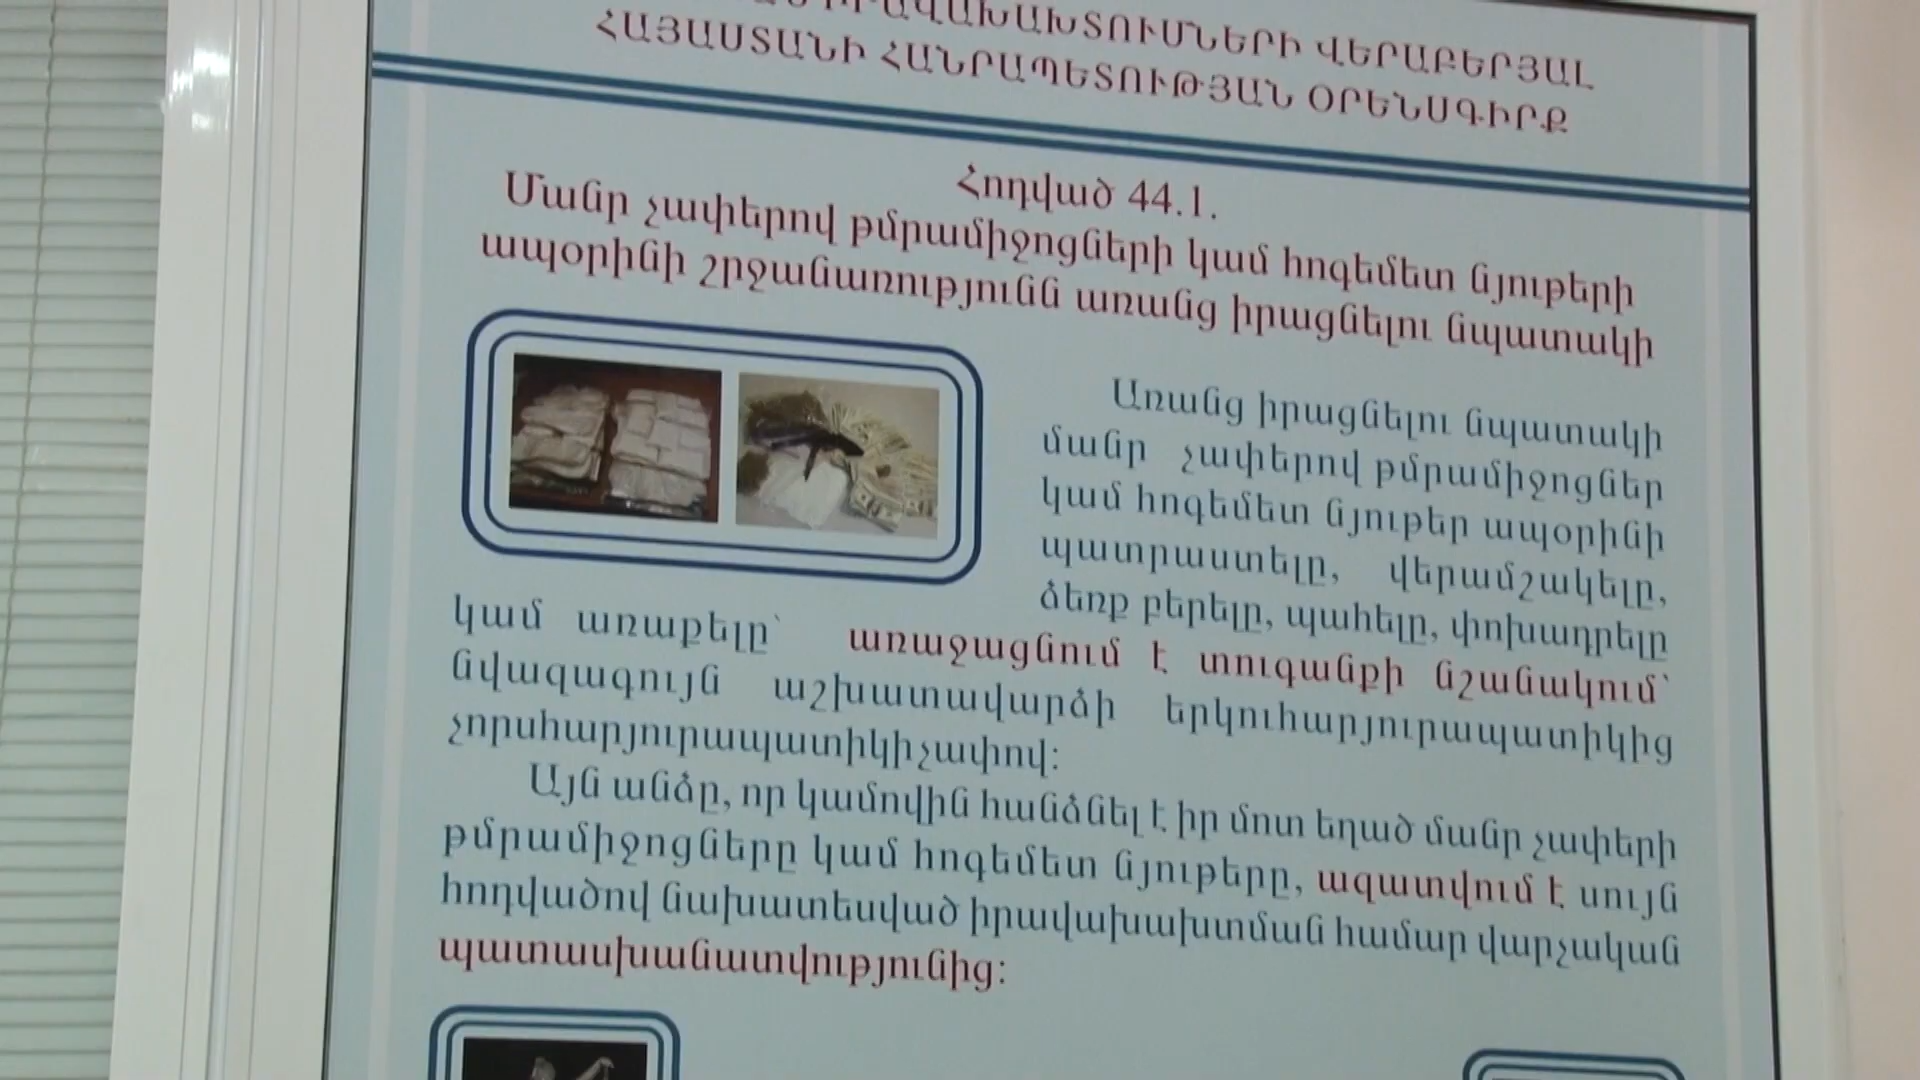 ԻՐԱՎԱԽԱԽՏՈՒՄՆԵՐԻ ՎԵՐԱԲԵՐՅԱԼ
ՀԱՅԱՍՏԱՆԻ ՀԱՆՐԱՊԵՏՈՒԹՅԱՆ ՕՐԵՆՍԳԻՐՔ
Հոդված 44.1.
Մանր չափերով թմրամիջոցների կամ հոգեմետ նյութերի
ապօրինի շրջանառությունն առանց իրացնելու նպատակի
Առանց իրացնելու նպատակի
մանր չափերով թմրամիջոցներ
կամ հոգեմետ նյութեր ապօրինի
պատրաստելը, վերամշակելը,
ձեռք բերելը, պահելը, փոխադրելը
կամ առաքելը՝ առաջացնում է տուգանքի նշանակում՝
նվազագույն աշխատավարձի երկուհարյուրապատիկից
չորսհարյուրապատիկի չափով:
Այն անձը, որ կամովին հանձնել է իր մոտ եղած մանր չափերի
թմրամիջոցները կամ հոգեմետ նյութերը, ազատվում է սույն
հոդվածով նախատեսված իրավախախտման համար վարչական
պատասխանատվությունից: